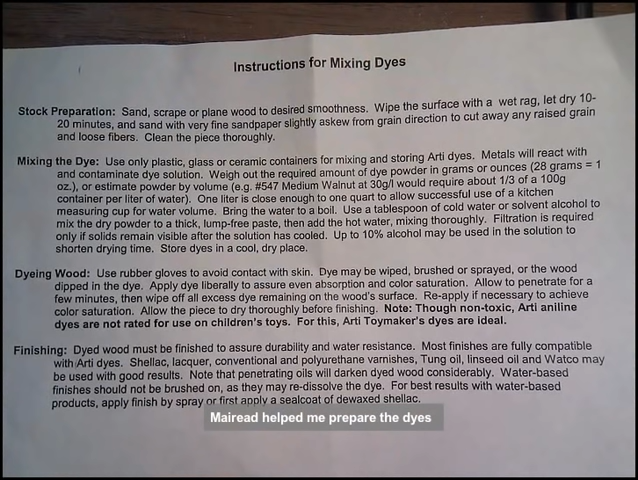 Instructions for Mixing Dyes
Stock Preparation: Sand, scrape or plane wood to desired smoothness. Wipe the surface with a wet rag, let dry 10-
20 minutes, and sand with very fine sandpaper slightly askew from grain direction to cut away any raised grain
and loose fibers. Clean the piece thoroughly.
Mixing the Dye: Use only plastic, glass or ceramic containers for mixing and storing Arti dyes. Metals will react with
and contaminate dye solution. Weigh out the required amount of dye powder in grams or ounces (28 grams = 1
oz.), or estimate powder by volume (e.g. #547 Medium Walnut at 30g/l would require about 1/3 of a 100g
container per liter of water). One liter is close enough to one quart to allow successful use of a kitchen
measuring cup for water volume. Bring the water to a boil. Use a tablespoon of cold water or solvent alcohol to
mix the dye powder to a thick, lump-free paste, then add the hot water, mixing thoroughly. Filtration is required
only if solids remain visible after the solution has cooled. Up to 10% alcohol may be used in the solution to
shorten drying time. Store dyes in a cool, dry place.
Dyeing Wood: Use rubber gloves to avoid contact with skin. Dye may be wiped, brushed or sprayed, or the wood
dipped in the dye. Apply dye liberally to assure even absorption and color saturation. Allow to penetrate for a
few minutes, then wipe off all excess dye remaining on the wood's surface. Re-apply if necessary to achieve
color saturation. Allow the piece to dry thoroughly before finishing. Note: Though non-toxic, Arti aniline
dyes are not rated for use on children's toys. For this, Arti Toymaker's dyes are ideal.
Finishing: Dyed wood must be finished to assure durability and water resistance. Most finishes are fully compatible
with Arti dyes. Shellac, lacquer, conventional and polyurethane varnishes, Tung oil, linseed oil and Watco may
be used with good results. Note that penetrating oils will darken dyed wood considerably. Water-based
finishes should not be brushed on, as they may re-dissolve the dye. For best results with water-based
products, apply finish by spray or first apply a sealcoat of dewaxed shellac.
Mairead helped me prepare the dyes